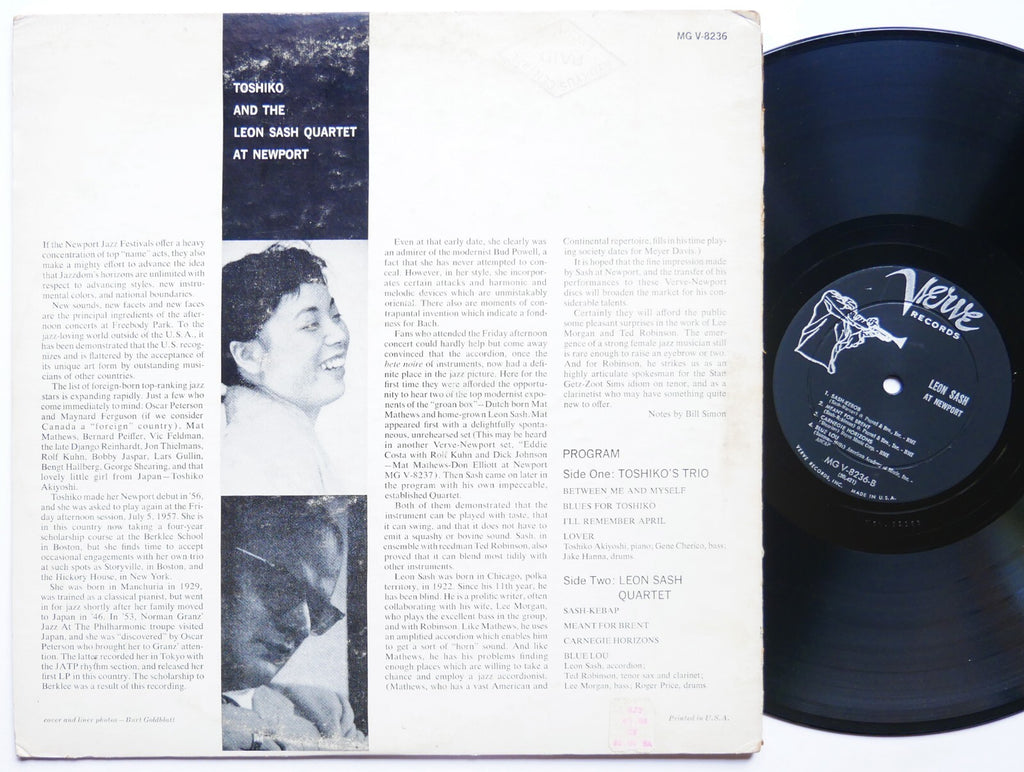 MG V-8236
TOSHIKO
AND THE
LEON SASH QUARTET
AT NEWPORT
If the Newport Jazz Festivals offer a heavy
concentration of top "name" acts, they also
make a mighty effort to advance the idea
that Jazzdom's horizons are unlimited with
respect to advancing styles, new instru-
mental colors, and national boundaries.
New sounds, new facets and new faces
are the principal ingredients of the after-
noon concerts at Freebody Park. To the
jazz-loving world outside of the U.S.A., it
has been demonstrated that the U.S. recog-
nizes and is flattered by the acceptance of
its unique art form by outstanding musi-
cians of other countries.
The list of foreign-born top-ranking jazz
stars is expanding rapidly. Just a few who
come immediately to mind: Oscar Peterson
and Maynard Ferguson (if we consider
Canada a "foreign" country), Mat
Mathews, Bernard Peiffer, Vic Feldman,
the late Django Reinhardt, Jon Thielmans,
Rolf Kuhn, Bobby Jaspar, Lars Gullin,
Bengt Hallberg, George Shearing, and that
lovely little girl from Japan—Toshiko
Akiyoshi.
Toshiko made her Newport debut in '56,
and she was asked to play again at the Fri-
day afternoon session, July 5, 1957. She is
in this country now taking a four-year
scholarship course at the Berklee School
in Boston, but she finds time to accept
occasional engagements with her own trio
at such spots as Storyville, in Boston, and
the Hickory House, in New York.
She was born in Manchuria in 1929,
was trained as a classical pianist, but went
in for jazz shortly after her family moved
to Japan in '46. In '53, Norman Granz'
Jazz At The Philharmonic troupe visited
Japan, and she was "discovered" by Oscar
Peterson who brought her to Granz' atten-
tion. The latter recorded her in Tokyo with
the JATP rhythm section, and released her
first LP in this country. The scholarship to
Berklee was a result of this recording.
cover and liner photos — Burt Goldblatt
Even at that early date, she clearly was
an admirer of the modernist Bud Powell, a
fact that she has never attempted to con-
ceal. However, in her style, she incorpor-
ates certain attacks and harmonic and
melodic devices which are unmistakably
oriental. There also are moments of con-
trapuntal invention which indicate a fond-
ness for Bach.
Fans who attended the Friday afternoon
concert could hardly help but come away
convinced that the accordion, once the
bete noire of instruments, now had a defi-
nite place in the jazz picture. Here for the
first time they were afforded the opportu-
nity to hear two of the top modernist expo-
nents of the "groan box"—Dutch born Mat
Mathews and home-grown Leon Sash. Mat
appeared first with a delightfully sponta-
neous, unrehearsed set (This may be heard
in another Verve-Newport set, "Eddie
Costa with Rolf Kuhn and Dick Johnson
—Mat Mathews-Don Elliott at Newport
MG V-8237). Then Sash came on later in
the program with his own impeccable,
established Quartet.
Both of them demonstrated that the
instrument can be played with taste, that
it can swing, and that it does not have to
emit a squashy or bovine sound. Sash, in
ensemble with reedman Ted Robinson, also
proved that it can blend most tidily with
other instruments.
Leon Sash was born in Chicago, polka
territory, in 1922. Since his 11th year, he
has been blind. He is a prolific writer, often
collaborating with his wife, Lee Morgan,
who plays the excellent bass in the group,
and with Robinson. Like Mathews, he uses
an amplified accordion which enables him
to get a sort of "horn" sound. And like
Mathews, he has his problems finding
enough places which are willing to take a
chance and employ a jazz accordionist.
(Mathews, who has a vast American and
Continental repertoire, fills in his time play-
ing society dates for Meyer Davis.)
It is hoped that the fine impression made
by Sash at Newport, and the transfer of his
performances to these Verve-Newport
discs will broaden the market for his con-
siderable talents.
Certainly they will afford the public
some pleasant surprises in the work of Lee
Morgan and Ted Robinson. The emer-
gence of a strong female jazz musician still
is rare enough to raise an eyebrow or two.
And for Robinson, he strikes us as an
highly articulate spokesman for the Stan
Getz-Zoot Sims idiom on tenor, and as a
clarinetist who may have something quite
new to offer.
Notes by Bill Simon
PROGRAM
Side One: TOSHIKO'S TRIO
BETWEEN ME AND MYSELF
BLUES FOR TOSHIKO
I'LL REMEMBER APRIL
LOVER
Toshiko Akiyoshi, piano; Gene Cherico, bass;
Jake Hanna, drums.
Side Two: LEON SASH
QUARTET
SASH-KEBAP
MEANT FOR BRENT
CARNEGIE HORIZONS
BLUE LOU
Leon Sash, accordion;
Ted Robinson, tenor sax and clarinet;
Lee Morgan, bass; Roger Price, drums.
Printed in U.S.A.
Verve
RECORDS
LEON SASH
AT NEWPORT
1. SASH-KEBOB
2. MEANT FOR BRENT
3. CARNEGIE HORIZONS
4. BLUE LOU
ASCAP
MG V-8236-B
VERVE RECORDS, INC.
MADE IN U.S.A.